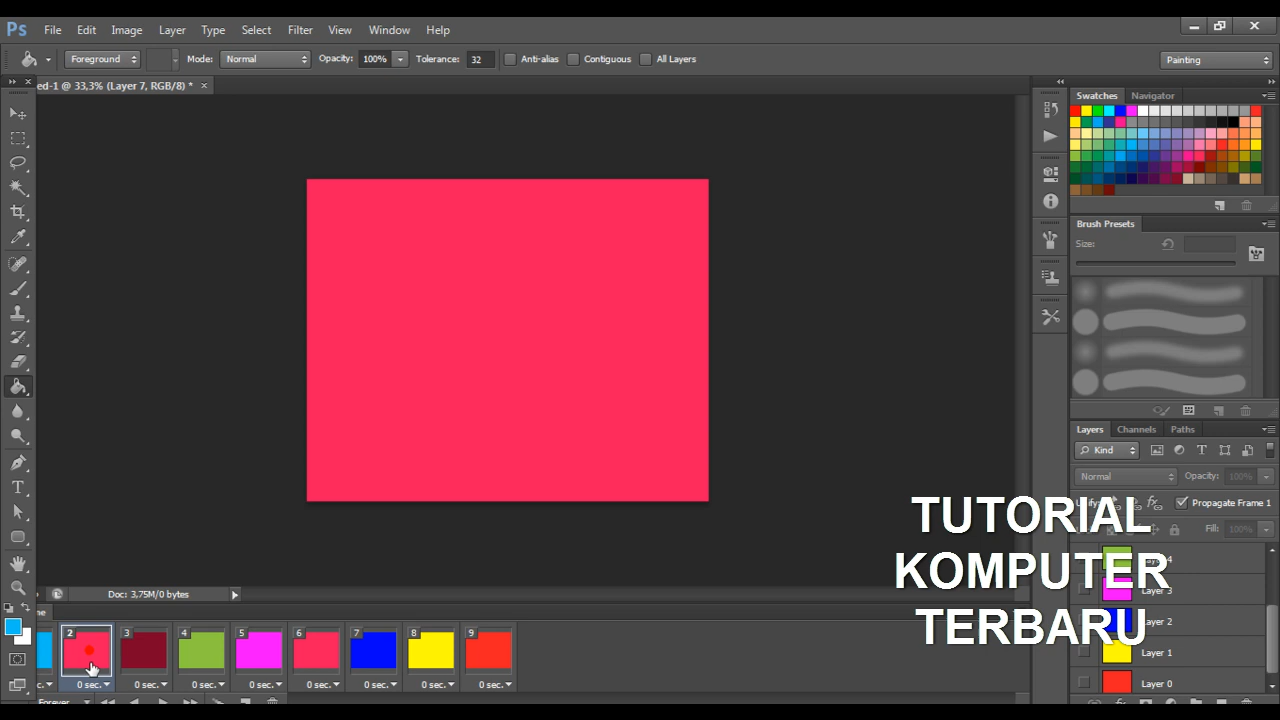 Ps File Edit Image Layer Type Select Filter View Window Help
Foreground Mode: Normal Opacity: 100% Tolerance: 32 Anti-alias Contiguous All Layers Painting
ed-1 @ 33,3% (Layer 7, RGB/8) * ×
Swatches Navigator
Brush Presets
Size:
Layers Channels Paths
Kind
Normal Opacity: 100%
Propagate Frame 1
Fill: 100%
Layer 3
Layer 2
Layer 1
Layer 0
TUTORIAL
KOMPUTER
TERBARU
Doc: 3,75M/0 bytes
2 3 4 5 6 7 8 9
0 sec. 0 sec. 0 sec. 0 sec. 0 sec. 0 sec. 0 sec. 0 sec.
Forever